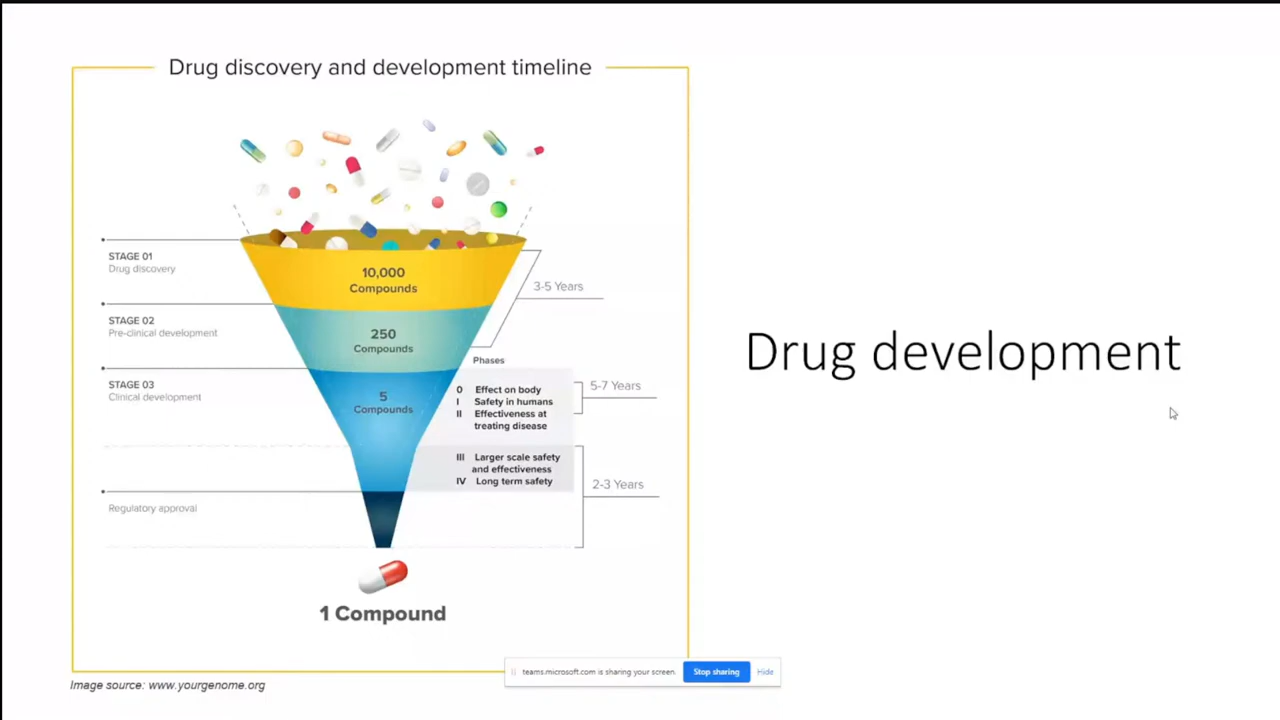 Drug discovery and development timeline
STAGE 01
Drug discovery
10,000
Compounds
3-5 Years
STAGE 02
Pre-clinical development
250
Compounds
Phases
STAGE 03
Clinical development
5
Compounds
0 Effect on body
I Safety in humans
II Effectiveness at
treating disease
5-7 Years
III Larger scale safety
and effectiveness
IV Long term safety
2-3 Years
Regulatory approval
1 Compound
Drug development
teams.microsoft.com is sharing your screen.
Stop sharing
Hide
Image source: www.yourgenome.org